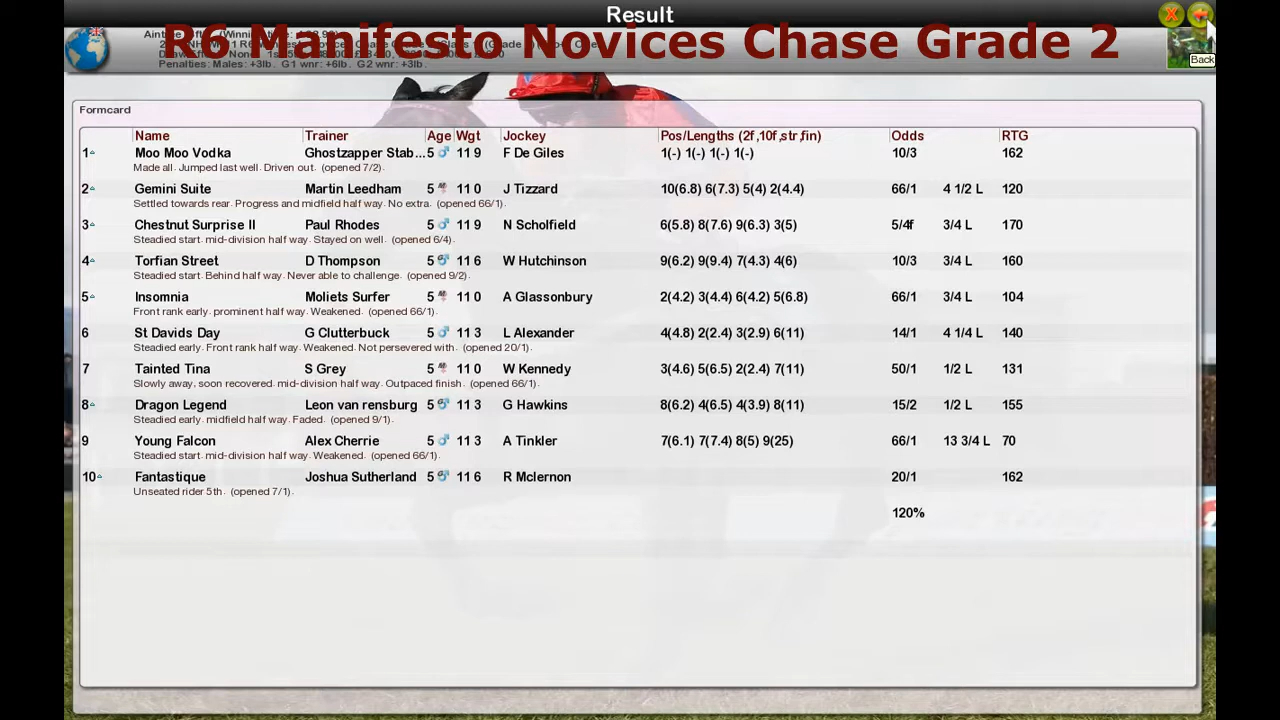 Result
R6 Manifesto Novices Chase Grade 2
Penalties: Males: +3lb. G1 wnr: +6lb. G2 wnr: +3lb.
Back
Formcard
Name Trainer Age Wgt Jockey Pos/Lengths (2f,10f,str,fin) Odds RTG
1 Moo Moo Vodka Ghostzapper Stab... 5 11 9 F De Giles 1(-) 1(-) 1(-) 1(-) 10/3 162
Made all. Jumped last well. Driven out. (opened 7/2).
2 Gemini Suite Martin Leedham 5 11 0 J Tizzard 10(6.8) 6(7.3) 5(4) 2(4.4) 66/1 4 1/2 L 120
Settled towards rear. Progress and midfield half way. No extra. (opened 66/1).
3 Chestnut Surprise II Paul Rhodes 5 11 9 N Scholfield 6(5.8) 8(7.6) 9(6.3) 3(5) 5/4f 3/4 L 170
Steadied start. mid-division half way. Stayed on well. (opened 6/4).
4 Torfian Street D Thompson 5 11 6 W Hutchinson 9(6.2) 9(9.4) 7(4.3) 4(6) 10/3 3/4 L 160
Steadied start. Behind half way. Never able to challenge. (opened 9/2).
5 Insomnia Moliets Surfer 5 11 0 A Glassonbury 2(4.2) 3(4.4) 6(4.2) 5(6.8) 66/1 3/4 L 104
Front rank early. prominent half way. Weakened. (opened 66/1).
6 St Davids Day G Clutterbuck 5 11 3 L Alexander 4(4.8) 2(2.4) 3(2.9) 6(11) 14/1 4 1/4 L 140
Steadied early. Front rank half way. Weakened. Not persevered with. (opened 20/1).
7 Tainted Tina S Grey 5 11 0 W Kennedy 3(4.6) 5(6.5) 2(2.4) 7(11) 50/1 1/2 L 131
Slowly away, soon recovered. mid-division half way. Outpaced finish. (opened 66/1).
8 Dragon Legend Leon van rensburg 5 11 3 G Hawkins 8(6.2) 4(6.5) 4(3.9) 8(11) 15/2 1/2 L 155
Steadied early. midfield half way. Faded. (opened 9/1).
9 Young Falcon Alex Cherrie 5 11 3 A Tinkler 7(6.1) 7(7.4) 8(5) 9(25) 66/1 13 3/4 L 70
Steadied start. mid-division half way. Weakened. (opened 66/1).
10 Fantastique Joshua Sutherland 5 11 6 R Mclernon 20/1 162
Unseated rider 5th. (opened 7/1).
120%